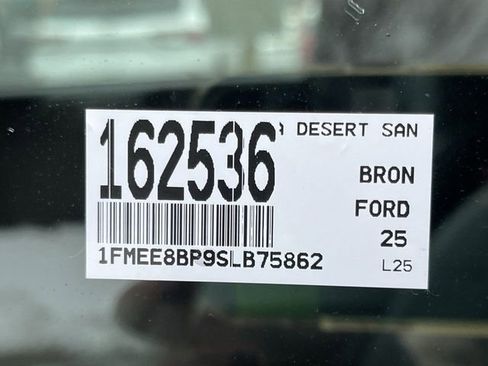 162536 DESERT SAN
BRON
FORD
25
1FMEE8BP9SLB75862 L25